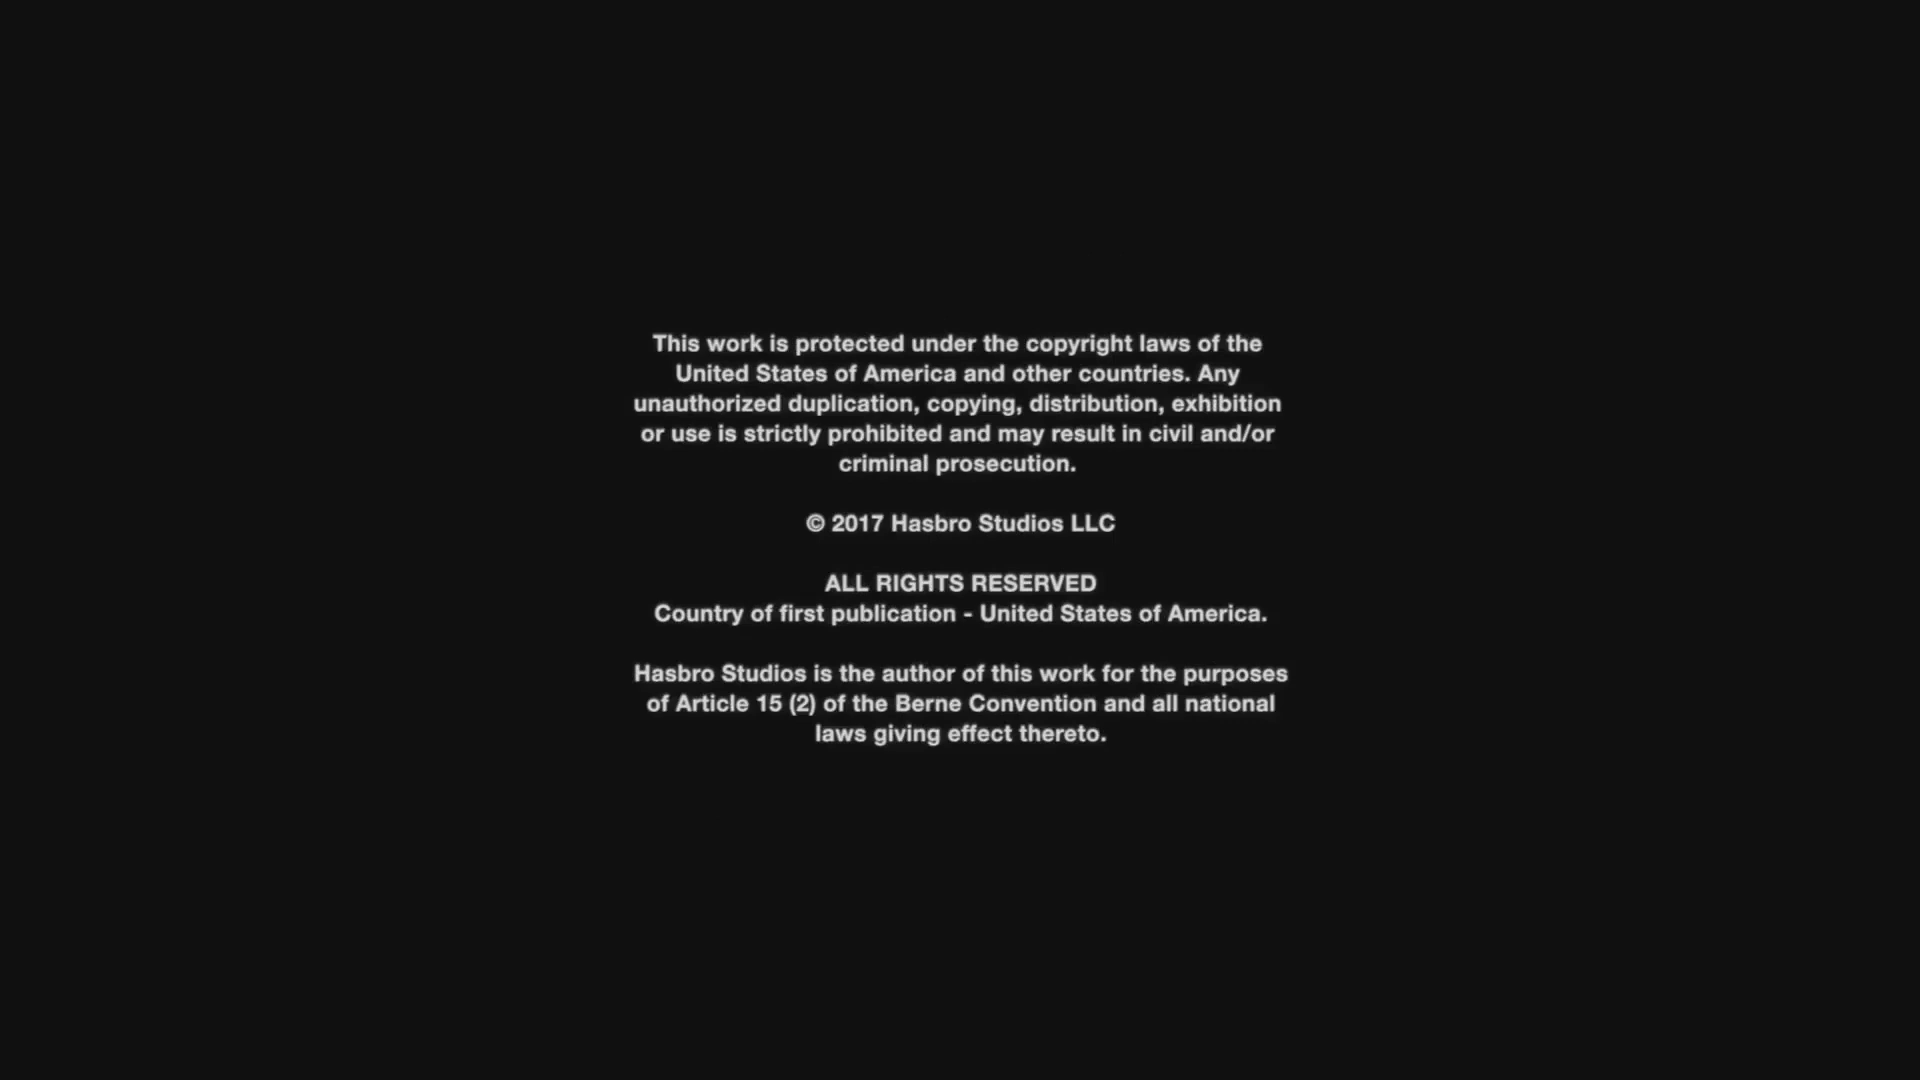 This work is protected under the copyright laws of the
United States of America and other countries. Any
unauthorized duplication, copying, distribution, exhibition
or use is strictly prohibited and may result in civil and/or
criminal prosecution.
© 2017 Hasbro Studios LLC
ALL RIGHTS RESERVED
Country of first publication - United States of America.
Hasbro Studios is the author of this work for the purposes
of Article 15 (2) of the Berne Convention and all national
laws giving effect thereto.